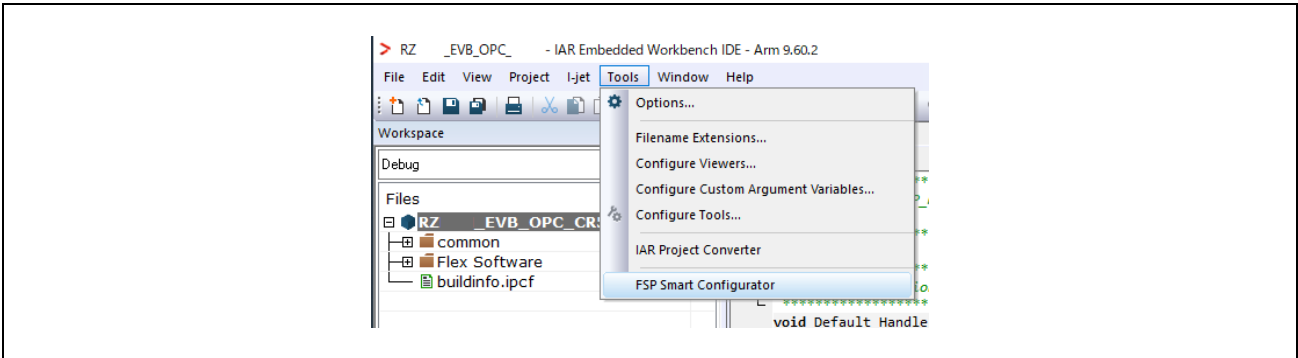 RZ _EVB_OPC_ - IAR Embedded Workbench IDE - Arm 9.60.2
File Edit View Project I-jet Tools Window Help
Options...
Workspace
Filename Extensions...
Debug
Configure Viewers...
Configure Custom Argument Variables...
Files
Configure Tools...
RZ _EVB_OPC_CR
common
IAR Project Converter
Flex Software
buildinfo.ipcf
FSP Smart Configurator
******************
void Default Handle